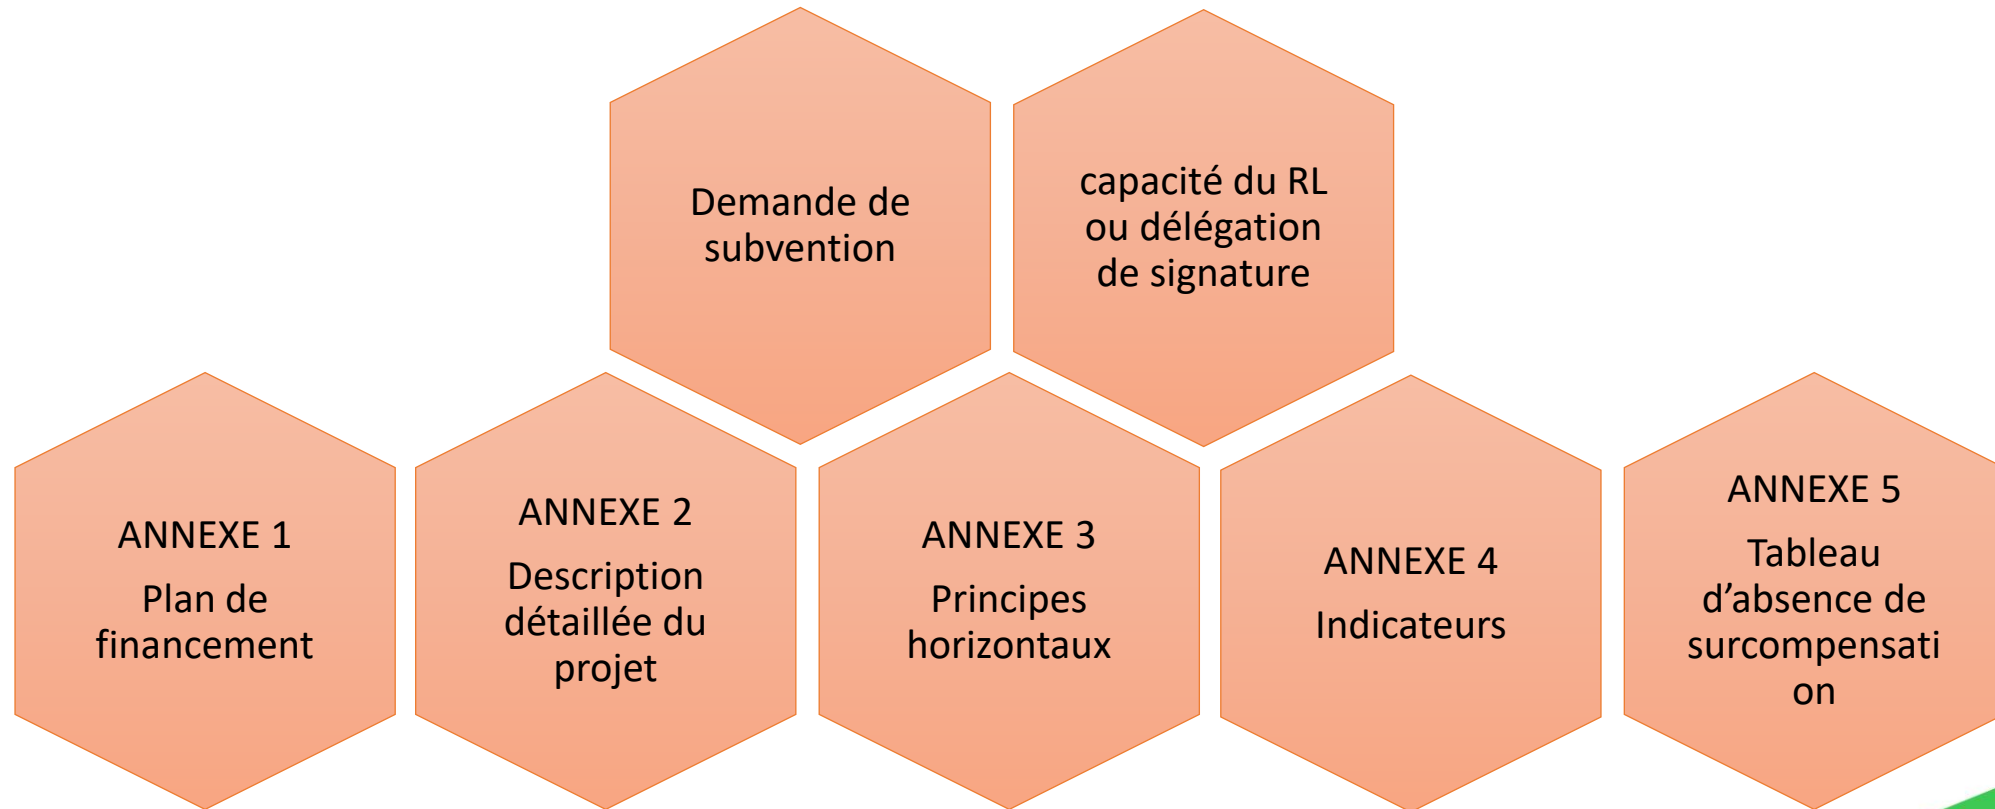 Demande de
subvention
capacité du RL
ou délégation
de signature
ANNEXE 1
Plan de
financement
ANNEXE 2
Description
détaillée du
projet
ANNEXE 3
Principes
horizontaux
ANNEXE 4
Indicateurs
ANNEXE 5
Tableau
d’absence de
surcompensati
on